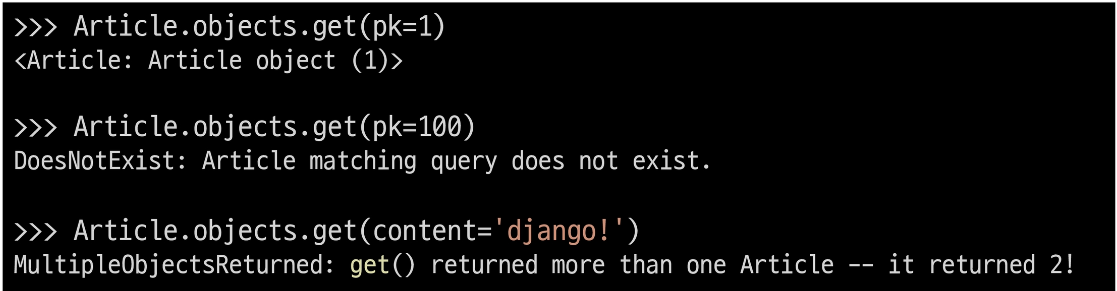 >>> Article.objects.get(pk=1)
<Article: Article object (1)>
>>> Article.objects.get(pk=100)
DoesNotExist: Article matching query does not exist.
>>> Article.objects.get(content='django!')
MultipleObjectsReturned: get() returned more than one Article -- it returned 2!